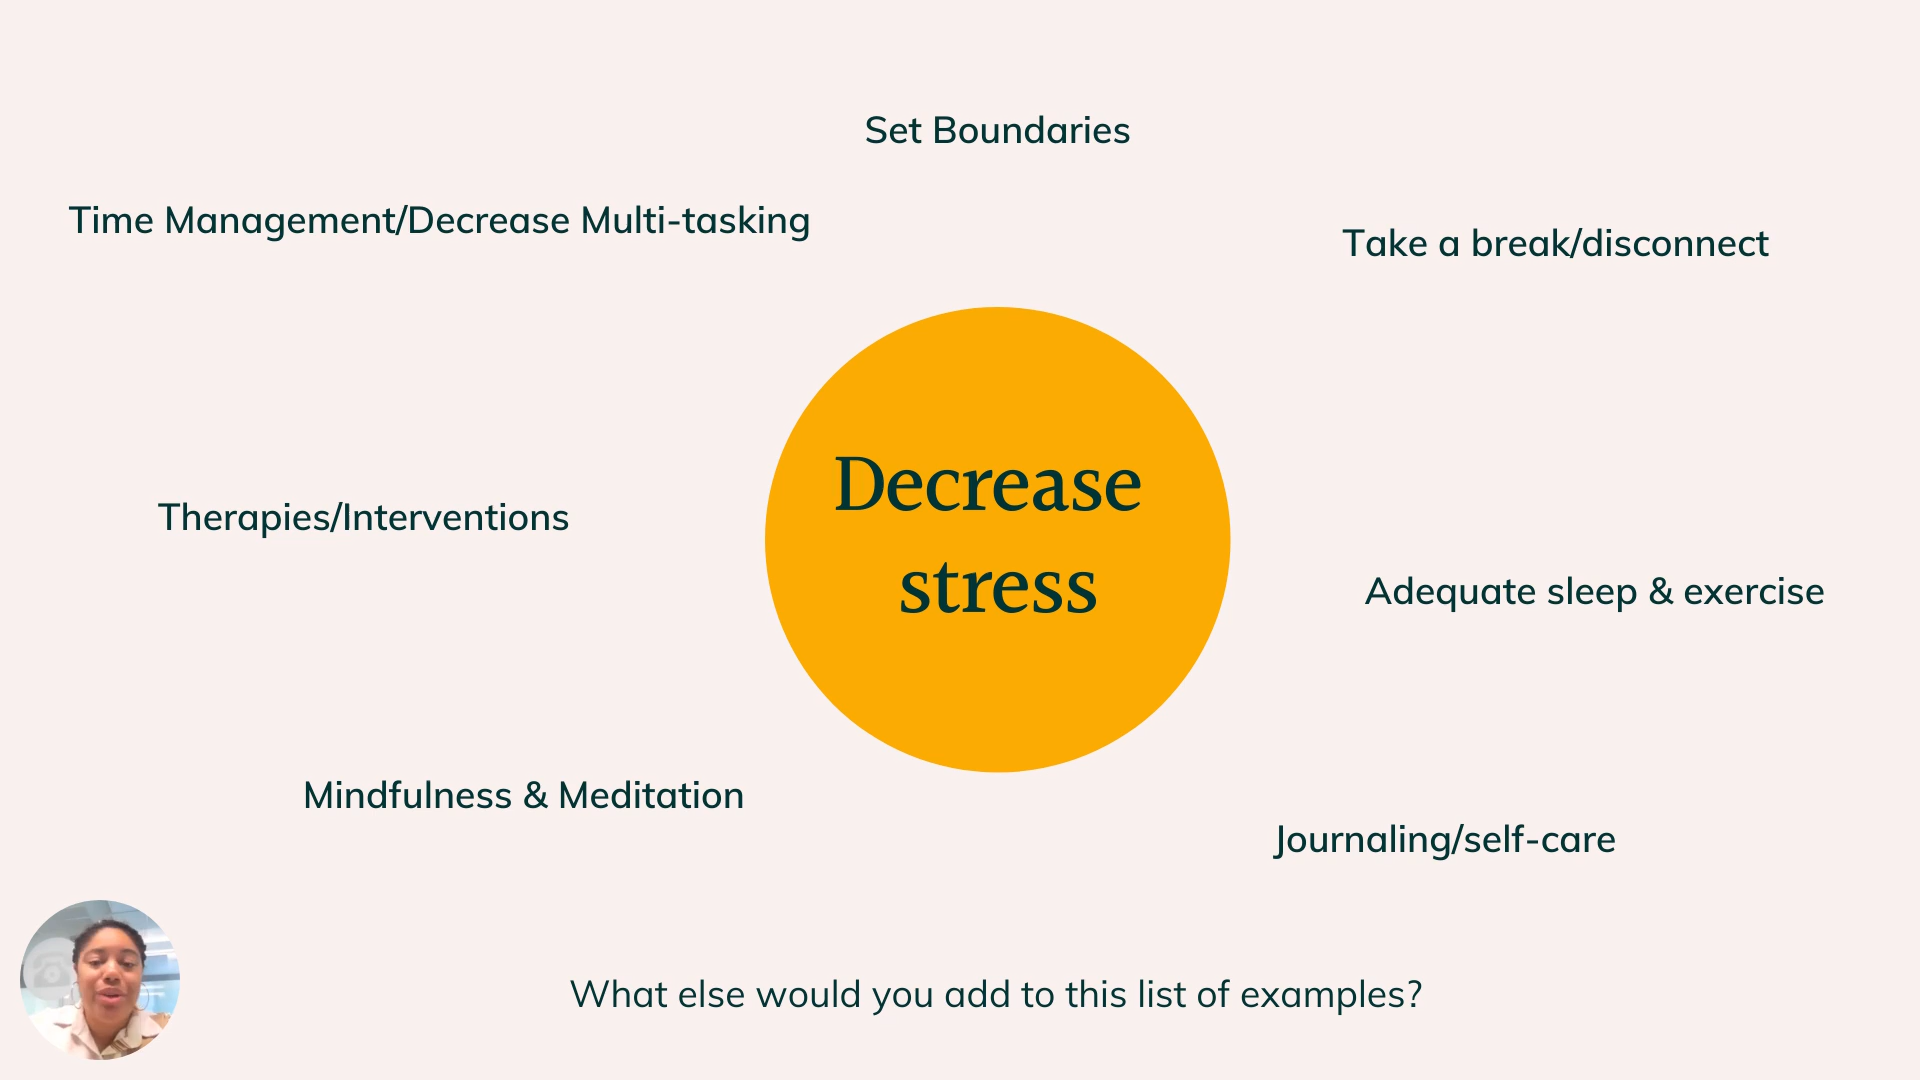 Set Boundaries
Time Management/Decrease Multi-tasking
Take a break/disconnect
Decrease
stress
Therapies/Interventions
Adequate sleep & exercise
Mindfulness & Meditation
Journaling/self-care
What else would you add to this list of examples?